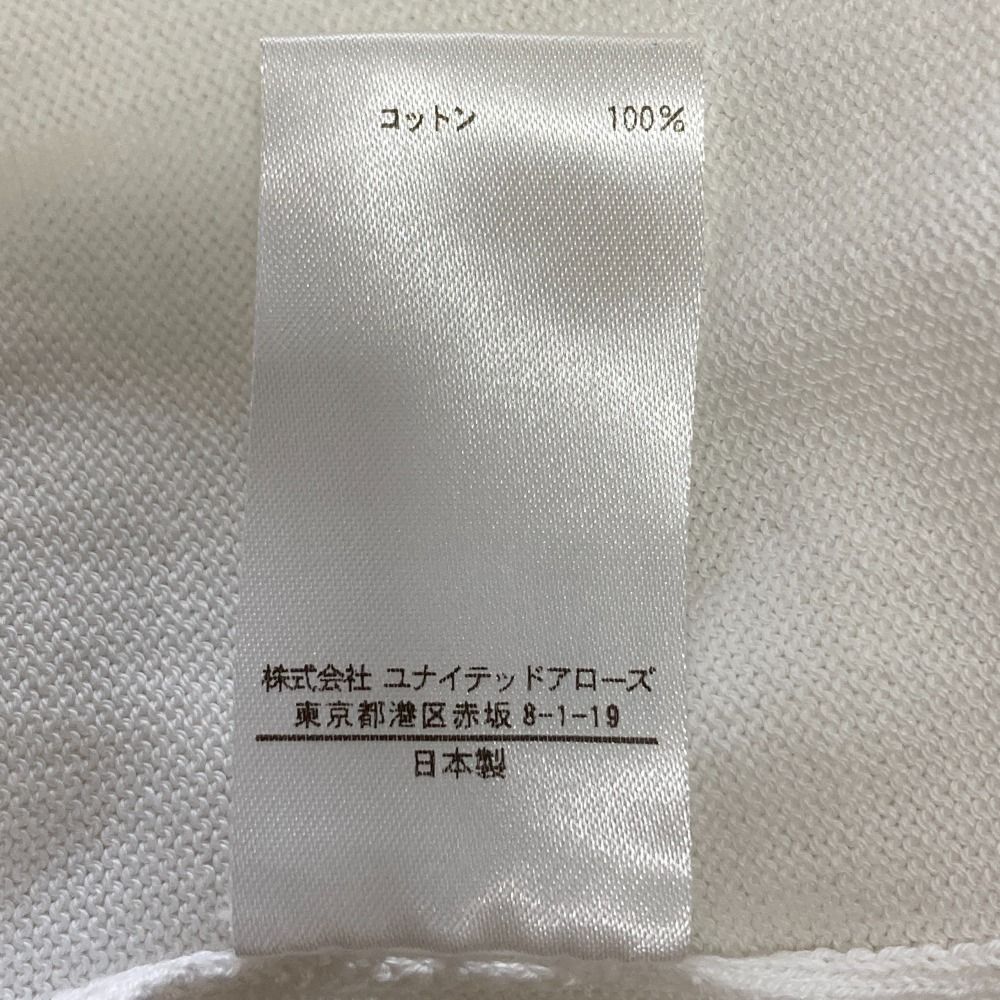 コットン 100%
株式会社 ユナイテッドアローズ
東京都港区赤坂 8-1-19
日本製